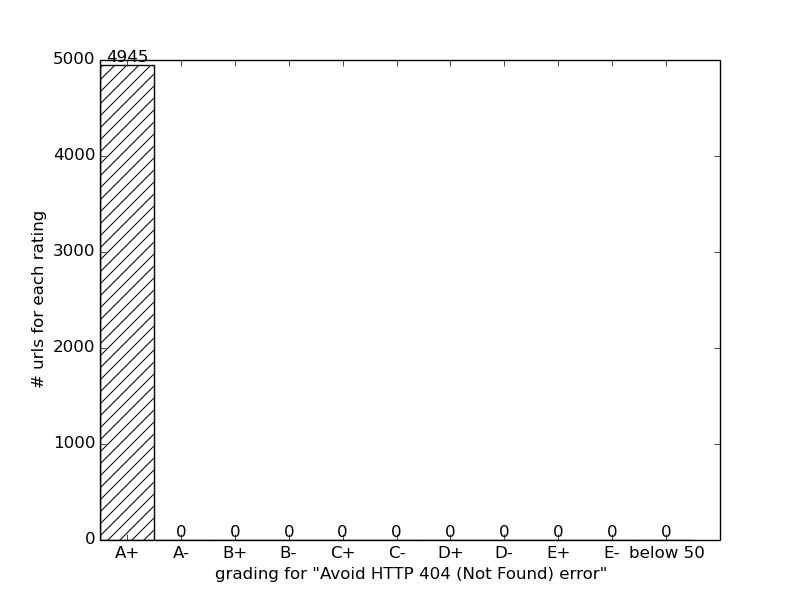 4945
5000
4000
3000
2000
1000
0
# urls for each rating
0 0 0 0 0 0 0 0 0 0
A+ A- B+ B- C+ C- D+ D- E+ E- below 50
grading for "Avoid HTTP 404 (Not Found) error"